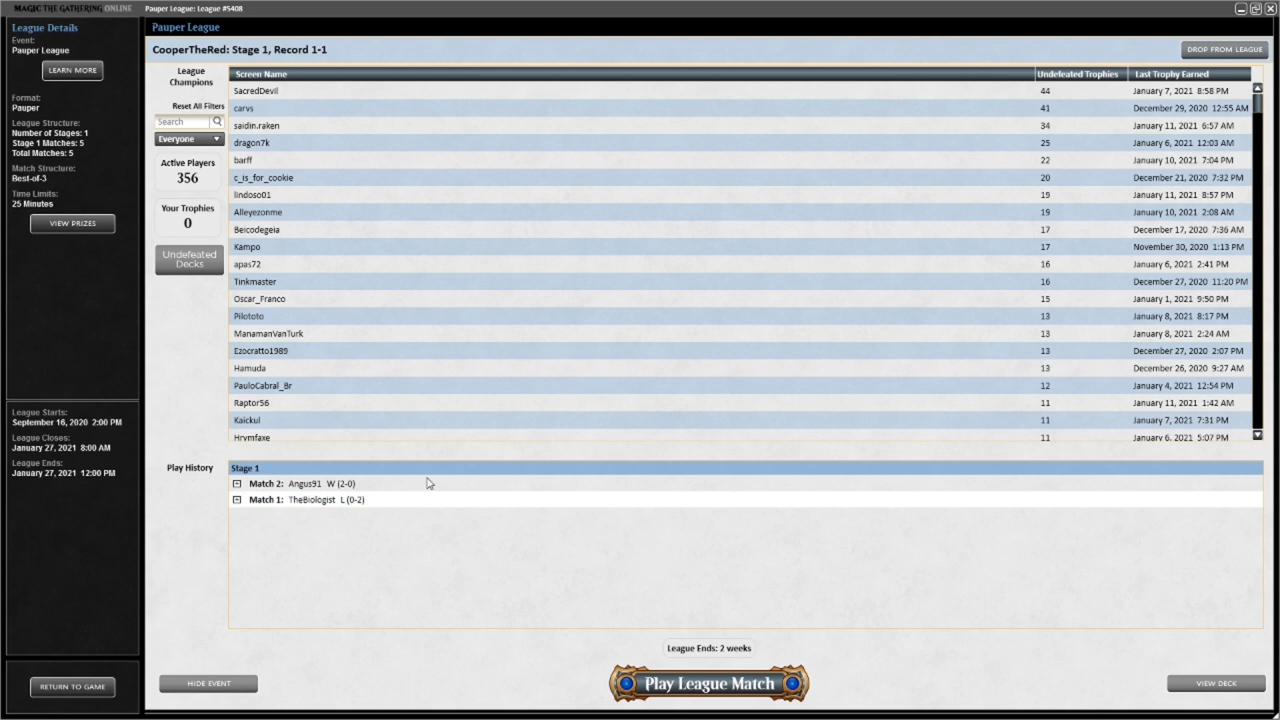 MAGIC THE GATHERING ONLINE
Pauper League: League #5408
League Details
Event:
Pauper League
LEARN MORE
Format:
Pauper
League Structure:
Number of Stages: 1
Stage 1 Matches: 5
Total Matches: 5
Match Structure:
Best-of-3
Time Limits:
25 Minutes
VIEW PRIZES
League Starts:
September 16, 2020 2:00 PM
League Closes:
January 27, 2021 8:00 AM
League Ends:
January 27, 2021 12:00 PM
RETURN TO GAME
Pauper League
CooperTheRed: Stage 1, Record 1-1
DROP FROM LEAGUE
League
Champions
Reset All Filters
Search
Everyone
Active Players
356
Your Trophies
0
Undefeated
Decks
Screen Name Undefeated Trophies Last Trophy Earned
SacredDevil 44 January 7, 2021 8:58 PM
carvs 41 December 29, 2020 12:55 AM
saidin.raken 34 January 11, 2021 6:57 AM
dragon7k 25 January 6, 2021 12:03 AM
barff 22 January 10, 2021 7:04 PM
c_is_for_cookie 20 December 21, 2020 7:32 PM
lindoso01 19 January 11, 2021 8:57 PM
Alleyezonme 19 January 10, 2021 2:08 AM
Beicodegeia 17 December 17, 2020 7:36 AM
Kampo 17 November 30, 2020 1:13 PM
apas72 16 January 6, 2021 2:41 PM
Tinkmaster 16 December 27, 2020 11:20 PM
Oscar_Franco 15 January 1, 2021 9:50 PM
Pilototo 13 January 8, 2021 8:17 PM
ManamanVanTurk 13 January 8, 2021 2:24 AM
Ezocratto1989 13 December 27, 2020 2:07 PM
Hamuda 13 December 26, 2020 9:27 AM
PauloCabral_Br 12 January 4, 2021 12:54 PM
Raptor56 11 January 11, 2021 1:42 AM
Kaickul 11 January 7, 2021 7:31 PM
Hrymfaxe 11 January 6, 2021 5:07 PM
Play History
Stage 1
Match 2: Angus91 W (2-0)
Match 1: TheBiologist L (0-2)
League Ends: 2 weeks
HIDE EVENT
Play League Match
VIEW DECK